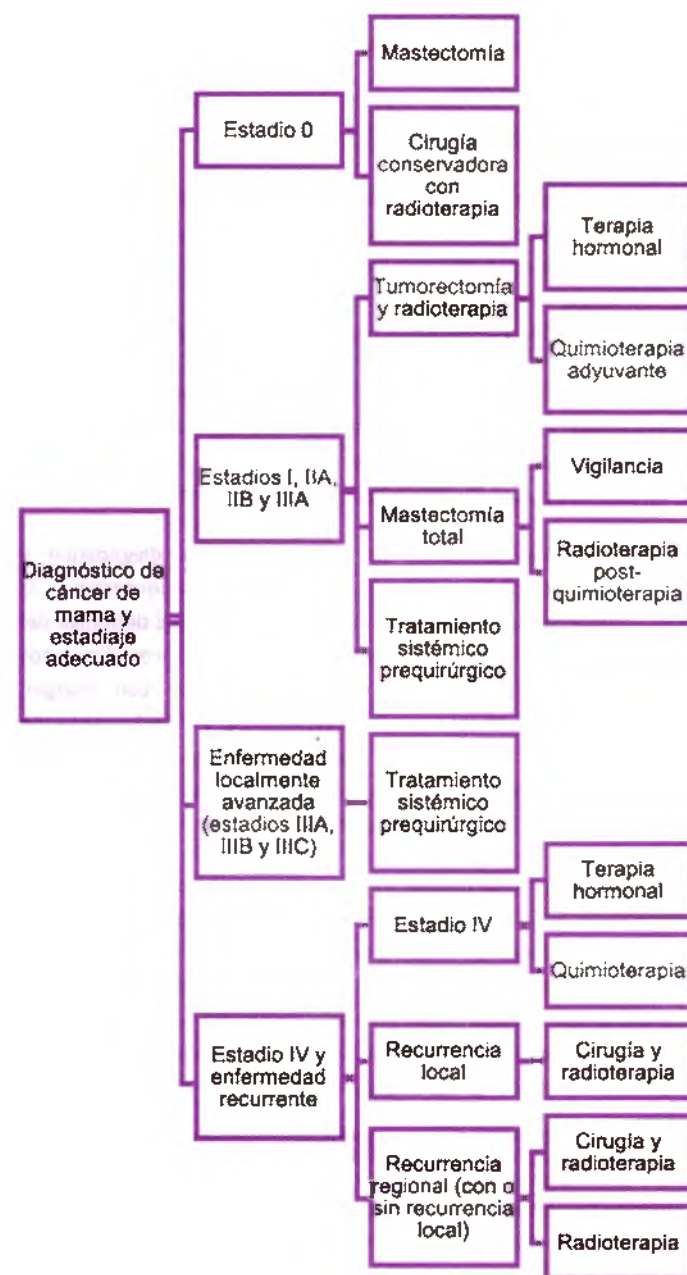 Mastectomía
Estadio 0
Cirugía
conservadora
con
radioterapia
Terapia
hormonal
Tumorectomía
y radioterapia
Quimioterapia
adyuvante
Estadios I, IIA,
IIB y IIIA
Vigilancia
Mastectomía
total
Radioterapia
post-
quimioterapia
Diagnóstico de
cáncer de
mama y
estadiaje
adecuado
Tratamiento
sistémico
prequirúrgico
Enfermedad
localmente
avanzada
(estadios IIIA,
IIIB y IIIC)
Tratamiento
sistémico
prequirúrgico
Terapia
hormonal
Estadio IV
Quimioterapia
Estadio IV y
enfermedad
recurrente
Recurrencia
local
Cirugía y
radioterapia
Recurrencia
regional (con o
sin recurrencia
local)
Cirugía y
radioterapia
Radioterapia